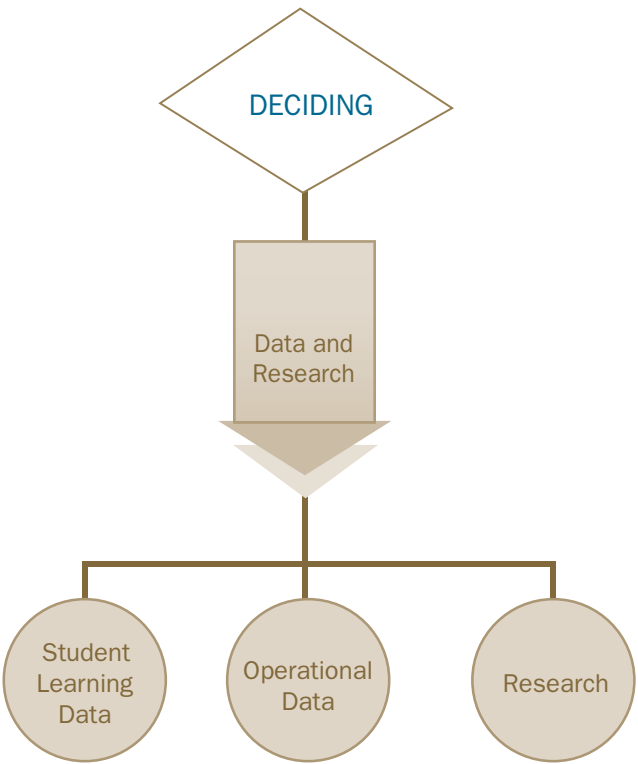 DECIDING
Data and
Research
Student
Learning
Data
Operational
Data
Research